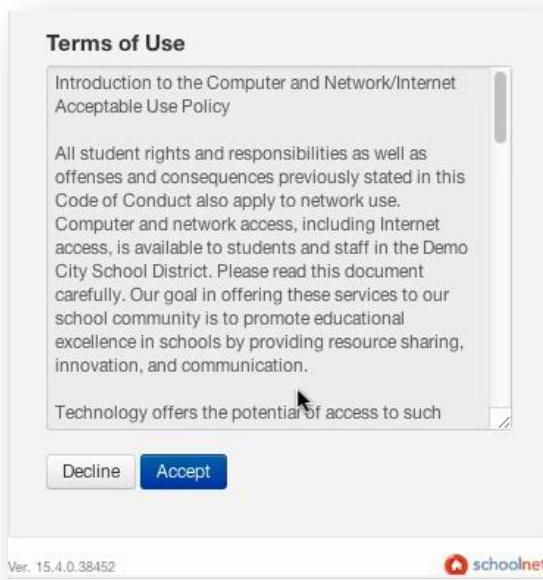 Terms of Use
Introduction to the Computer and Network/Internet
Acceptable Use Policy
All student rights and responsibilities as well as
offenses and consequences previously stated in this
Code of Conduct also apply to network use.
Computer and network access, including Internet
access, is available to students and staff in the Demo
City School District. Please read this document
carefully. Our goal in offering these services to our
school community is to promote educational
excellence in schools by providing resource sharing,
innovation, and communication.
Technology offers the potential of access to such
Decline Accept
Ver. 15.4.0.38452 schoolnet